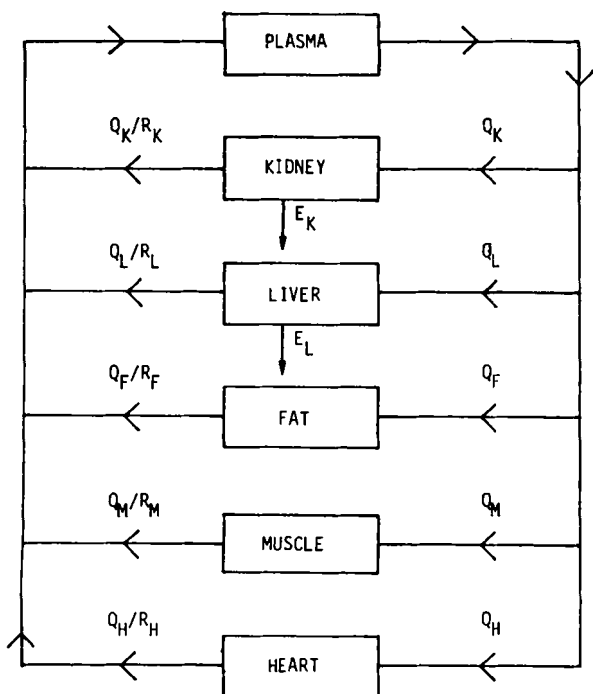 PLASMA
Q_K/R_K Q_K
KIDNEY
E_K
Q_L/R_L Q_L
LIVER
E_L
Q_F/R_F Q_F
FAT
Q_M/R_M Q_M
MUSCLE
Q_H/R_H Q_H
HEART